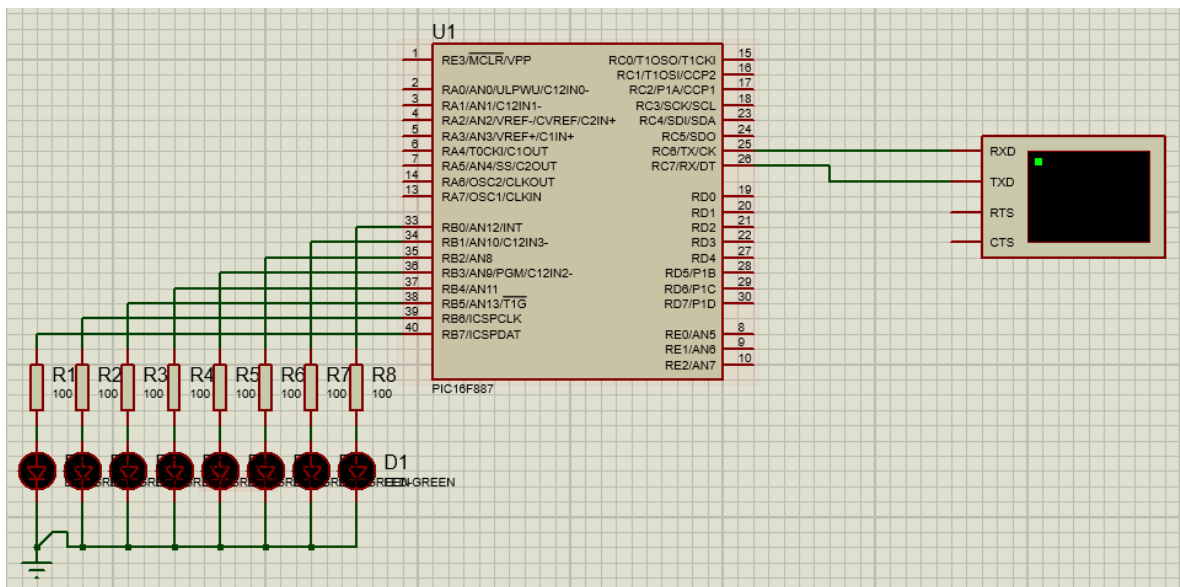 U1
1 RE3/MCLR/VPP
2 RA0/AN0/ULPWU/C12IN0-
3 RA1/AN1/C12IN1-
4 RA2/AN2/VREF-/CVREF/C2IN+
5 RA3/AN3/VREF+/C1IN+
6 RA4/T0CKI/C1OUT
7 RA5/AN4/SS/C2OUT
14 RA6/OSC2/CLKOUT
13 RA7/OSC1/CLKIN
33 RB0/AN12/INT
34 RB1/AN10/C12IN3-
35 RB2/AN8
36 RB3/AN9/PGM/C12IN2-
37 RB4/AN11
38 RB5/AN13/T1G
39 RB6/ICSPCLK
40 RB7/ICSPDAT
RC0/T1OSO/T1CKI 15
RC1/T1OSI/CCP2 16
RC2/P1A/CCP1 17
RC3/SCK/SCL 18
RC4/SDI/SDA 23
RC5/SDO 24
RC6/TX/CK 25
RC7/RX/DT 26
RD0 19
RD1 20
RD2 21
RD3 22
RD4 27
RD5/P1B 28
RD6/P1C 29
RD7/P1D 30
RE0/AN5 8
RE1/AN6 9
RE2/AN7 10
PIC16F887
RXD
TXD
RTS
CTS
R1 R2 R3 R4 R5 R6 R7 R8
100 100 100 100 100 100 100 100
D1
LED-GREEN